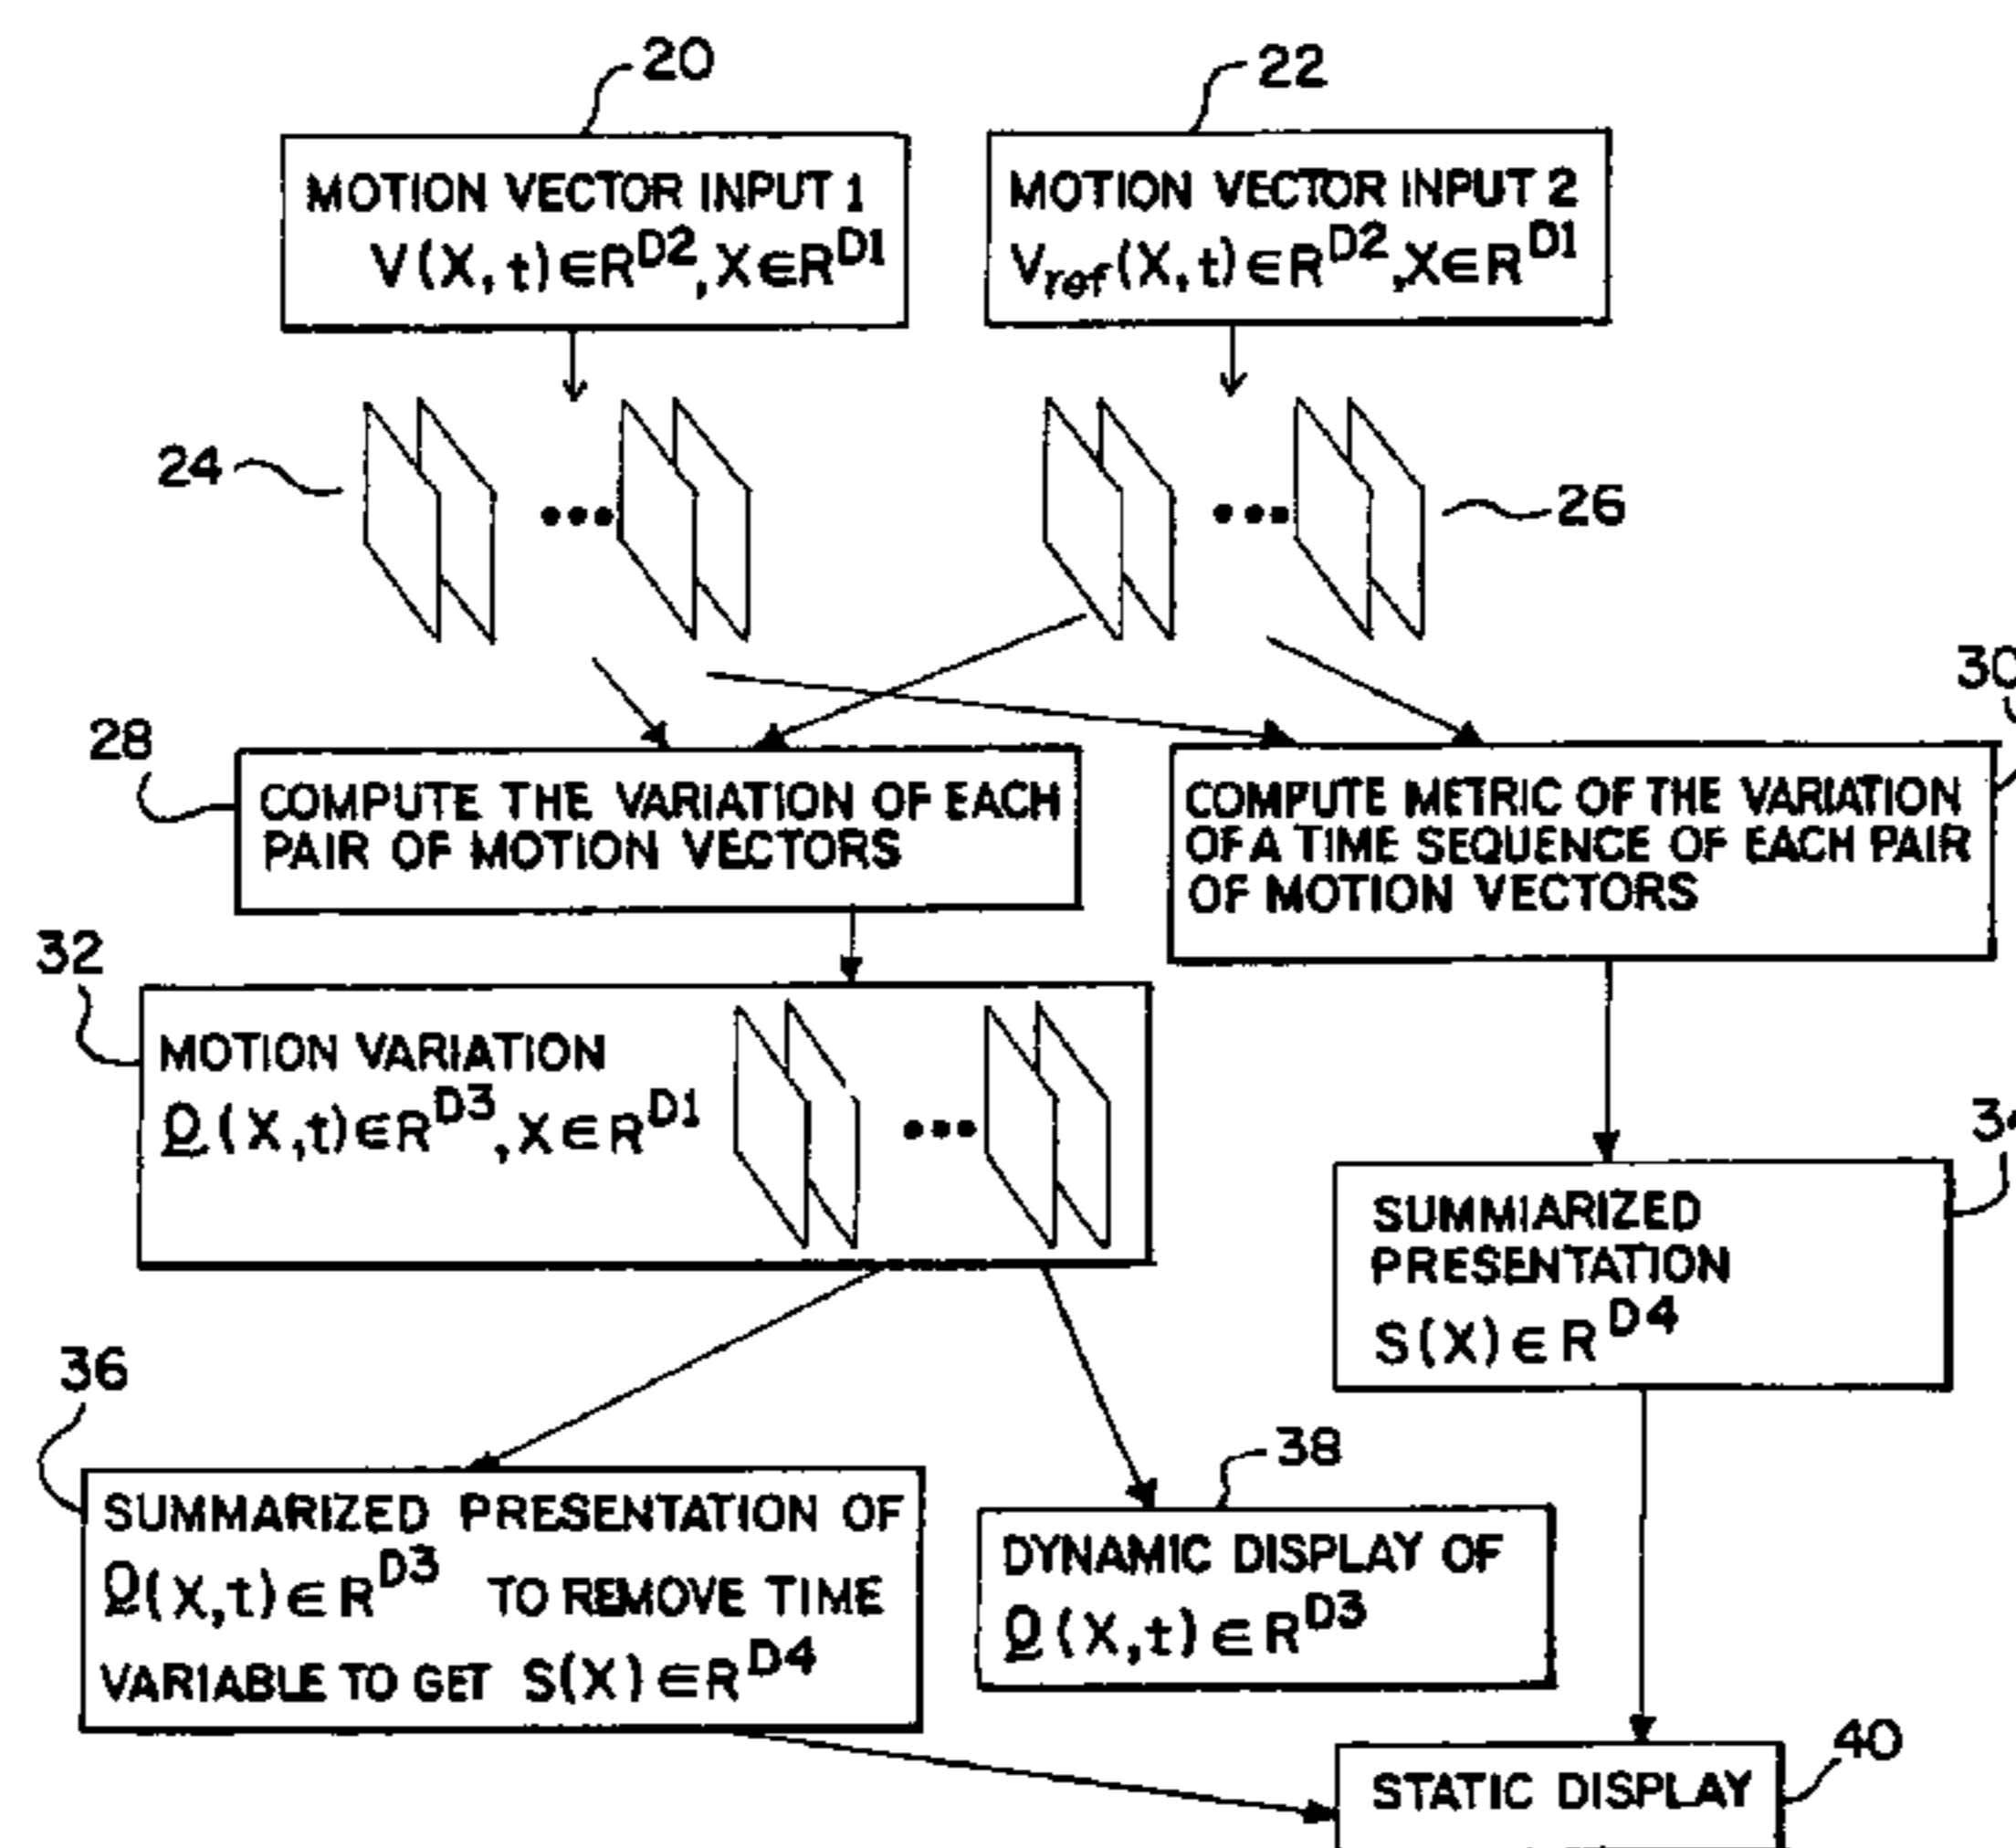 20
22
MOTION VECTOR INPUT 1
V(X,t)∈R^D2,X∈R^D1
MOTION VECTOR INPUT 2
V_ref(X,t)∈R^D2,X∈R^D1
24
26
28
30
COMPUTE THE VARIATION OF EACH
PAIR OF MOTION VECTORS
COMPUTE METRIC OF THE VARIATION
OF A TIME SEQUENCE OF EACH PAIR
OF MOTION VECTORS
32
MOTION VARIATION
Q(X,t)∈R^D3,X∈R^D1
34
SUMMIARIZED
PRESENTATION
S(X)∈R^D4
36
38
SUMMARIZED PRESENTATION OF
Q(X,t)∈R^D3 TO REMOVE TIME
VARIABLE TO GET S(X)∈R^D4
DYNAMIC DISPLAY OF
Q(X,t)∈R^D3
40
STATIC DISPLAY